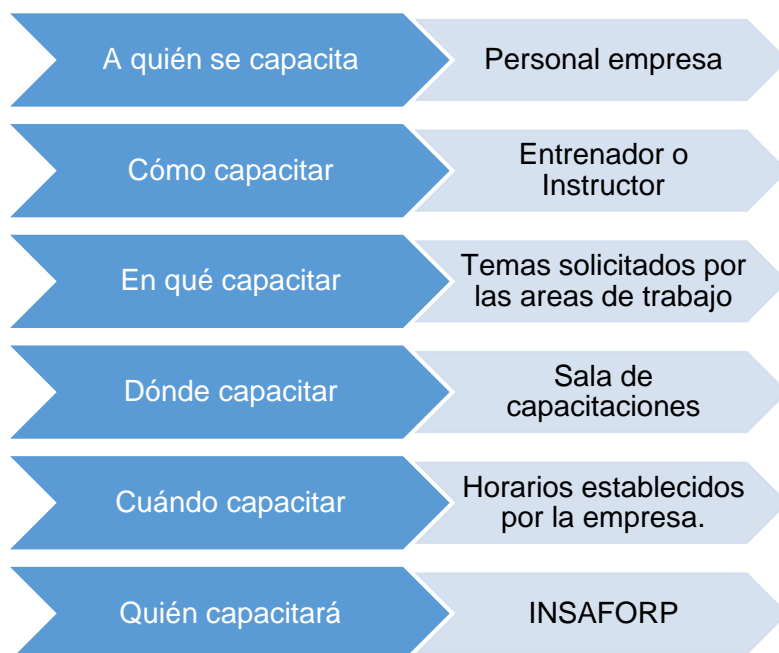 A quién se capacita
Personal empresa
Cómo capacitar
Entrenador o
Instructor
En qué capacitar
Temas solicitados por
las areas de trabajo
Dónde capacitar
Sala de
capacitaciones
Cuándo capacitar
Horarios establecidos
por la empresa.
Quién capacitará
INSAFORP